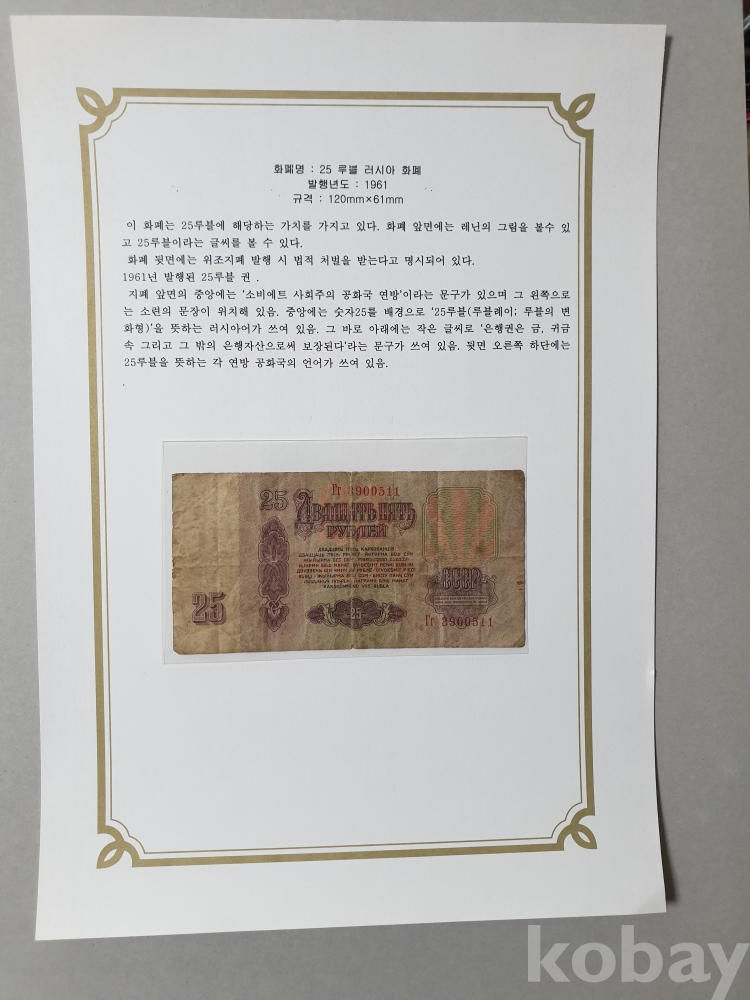 화폐명 : 25 루블 러시아 화폐
발행년도 : 1961
규격 : 120mm×61mm
이 화폐는 25루블에 해당하는 가치를 가지고 있다. 화폐 앞면에는 레닌의 그림을 볼수 있
고 25루블이라는 글씨를 볼 수 있다.
화폐 뒷면에는 위조지폐 발행 시 법적 처벌을 받는다고 명시되어 있다.
1961년 발행된 25루블 권 .
지폐 앞면의 중앙에는 '소비에트 사회주의 공화국 연방'이라는 문구가 있으며 그 왼쪽으로
는 소련의 문장이 위치해 있음. 중앙에는 숫자25를 배경으로 '25루블(루블레이; 루블의 변
화형)'을 뜻하는 러시아어가 쓰여 있음. 그 바로 아래에는 작은 글씨로 '은행권은 금, 귀금
속 그리고 그 밖의 은행자산으로써 보장된다'라는 문구가 쓰여 있음. 뒷면 오른쪽 하단에는
25루블을 뜻하는 각 연방 공화국의 언어가 쓰여 있음.
25
Гг 3900511
ДВАДЦАТЬ ПЯТЬ
РУБЛЕЙ
СССР
25
25
Гг 3900511
kobay